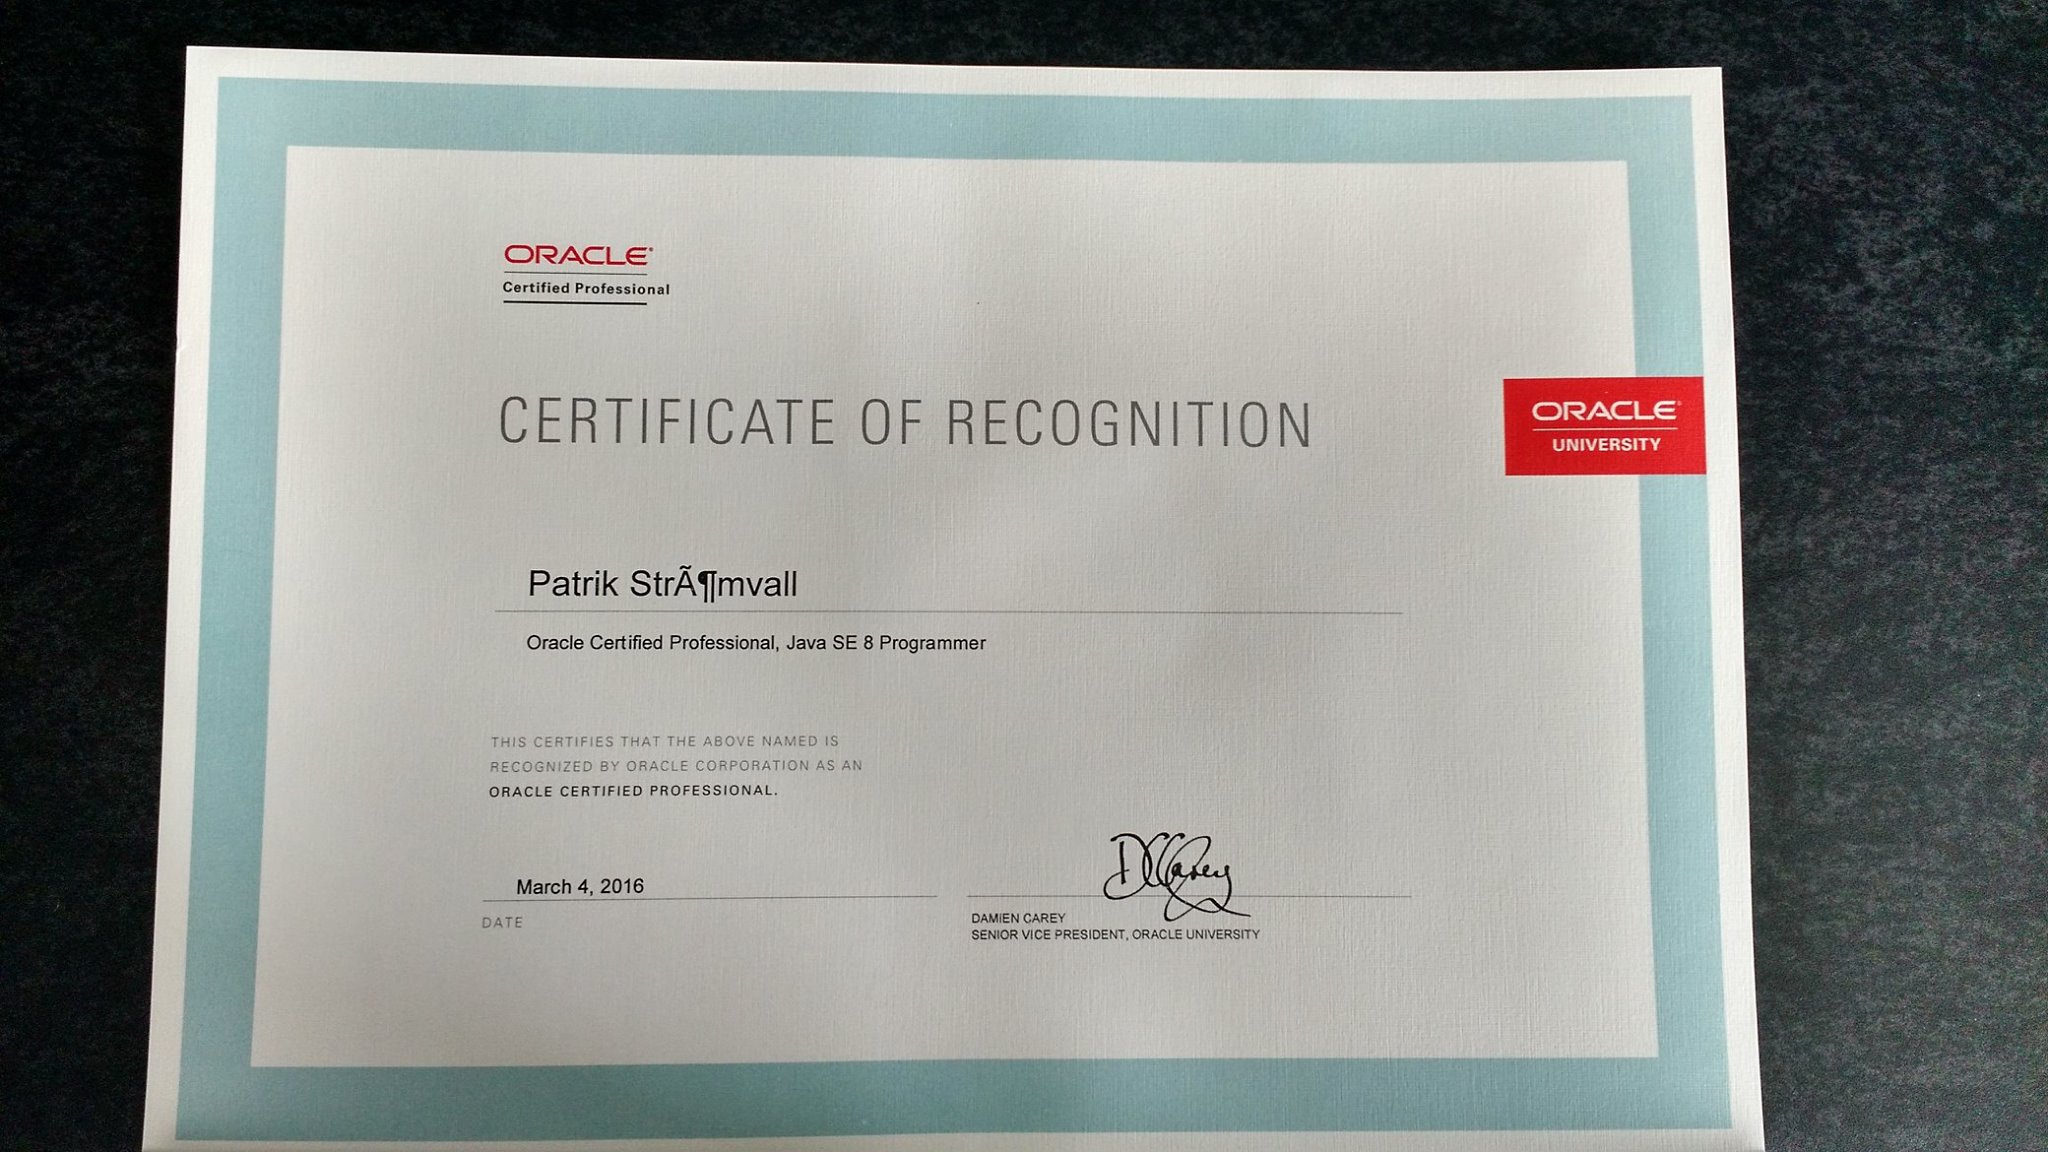 ORACLE®
Certified Professional
CERTIFICATE OF RECOGNITION
ORACLE®
UNIVERSITY
Patrik StrÃ¶mvall
Oracle Certified Professional, Java SE 8 Programmer
THIS CERTIFIES THAT THE ABOVE NAMED IS
RECOGNIZED BY ORACLE CORPORATION AS AN
ORACLE CERTIFIED PROFESSIONAL.
March 4, 2016
DATE
D Carey
DAMIEN CAREY
SENIOR VICE PRESIDENT, ORACLE UNIVERSITY